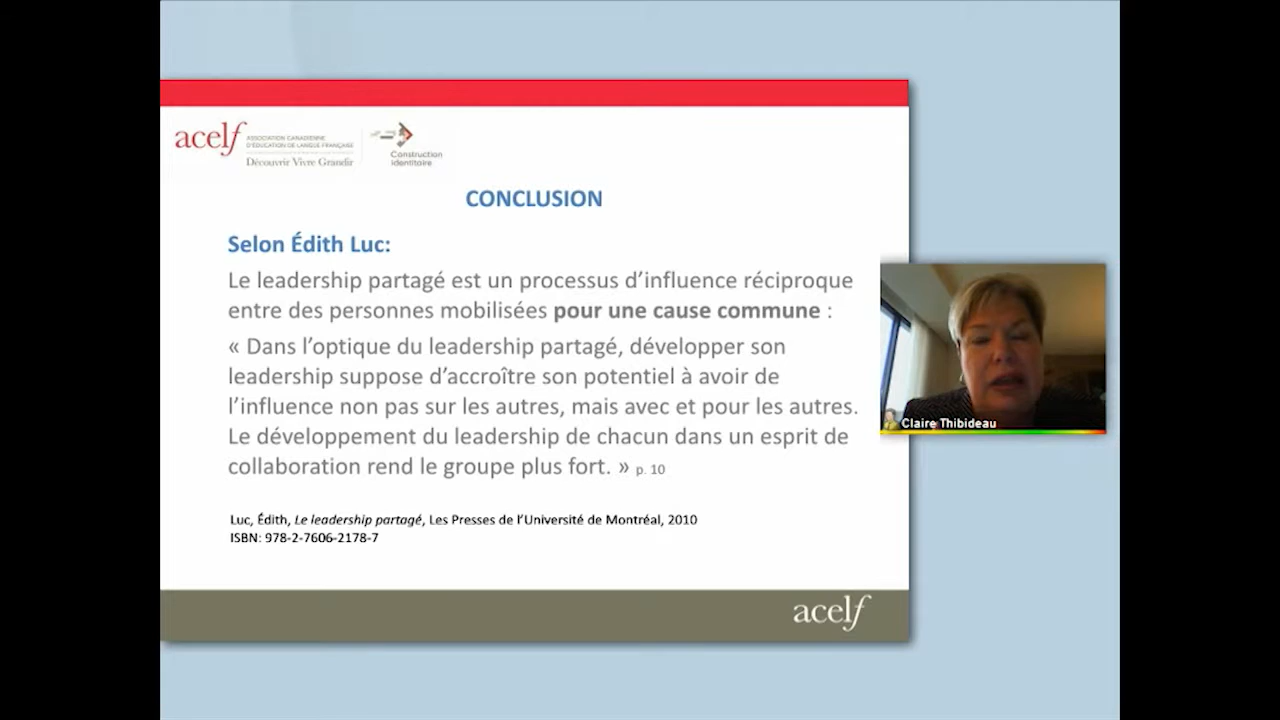 acelf
ASSOCIATION CANADIENNE
D'ÉDUCATION DE LANGUE FRANÇAISE
Découvrir Vivre Grandir
Construction
identitaire
CONCLUSION
Selon Édith Luc:
Le leadership partagé est un processus d'influence réciproque
entre des personnes mobilisées pour une cause commune :
« Dans l'optique du leadership partagé, développer son
leadership suppose d'accroître son potentiel à avoir de
l'influence non pas sur les autres, mais avec et pour les autres.
Le développement du leadership de chacun dans un esprit de
collaboration rend le groupe plus fort. » p. 10
Luc, Édith, Le leadership partagé, Les Presses de l'Université de Montréal, 2010
ISBN: 978-2-7606-2178-7
Claire Thibideau
acelf